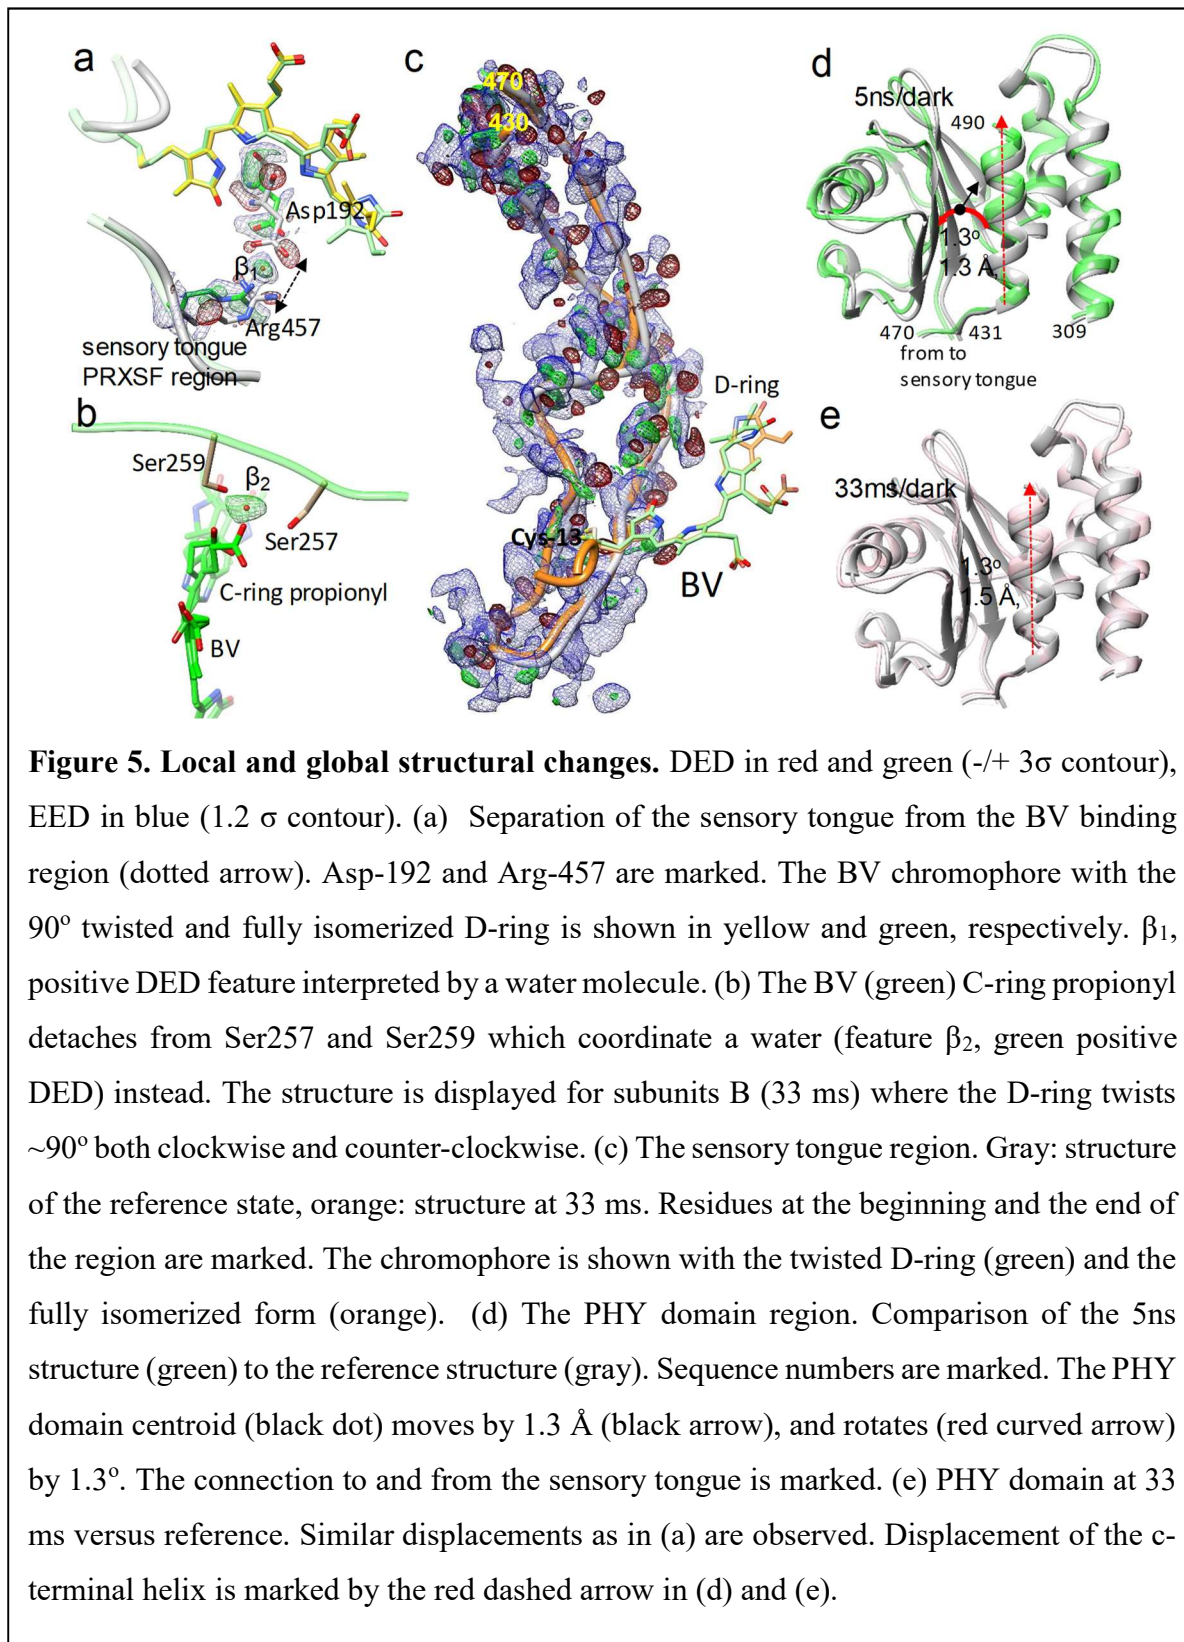 a
Asp192
β₁
Arg457
sensory tongue
PRXSF region
b
Ser259
β₂
Ser257
C-ring propionyl
BV
c
470
430
D-ring
Cys-13
BV
d
5ns/dark
490
1.3º
1.3 Å,
470
431
309
from to
sensory tongue
e
33ms/dark
1.3º
1.5 Å,
Figure 5. Local and global structural changes. DED in red and green (-/+ 3σ contour),
EED in blue (1.2 σ contour). (a) Separation of the sensory tongue from the BV binding
region (dotted arrow). Asp-192 and Arg-457 are marked. The BV chromophore with the
90º twisted and fully isomerized D-ring is shown in yellow and green, respectively. β₁,
positive DED feature interpreted by a water molecule. (b) The BV (green) C-ring propionyl
detaches from Ser257 and Ser259 which coordinate a water (feature β₂, green positive
DED) instead. The structure is displayed for subunits B (33 ms) where the D-ring twists
~90º both clockwise and counter-clockwise. (c) The sensory tongue region. Gray: structure
of the reference state, orange: structure at 33 ms. Residues at the beginning and the end of
the region are marked. The chromophore is shown with the twisted D-ring (green) and the
fully isomerized form (orange). (d) The PHY domain region. Comparison of the 5ns
structure (green) to the reference structure (gray). Sequence numbers are marked. The PHY
domain centroid (black dot) moves by 1.3 Å (black arrow), and rotates (red curved arrow)
by 1.3º. The connection to and from the sensory tongue is marked. (e) PHY domain at 33
ms versus reference. Similar displacements as in (a) are observed. Displacement of the c-
terminal helix is marked by the red dashed arrow in (d) and (e).